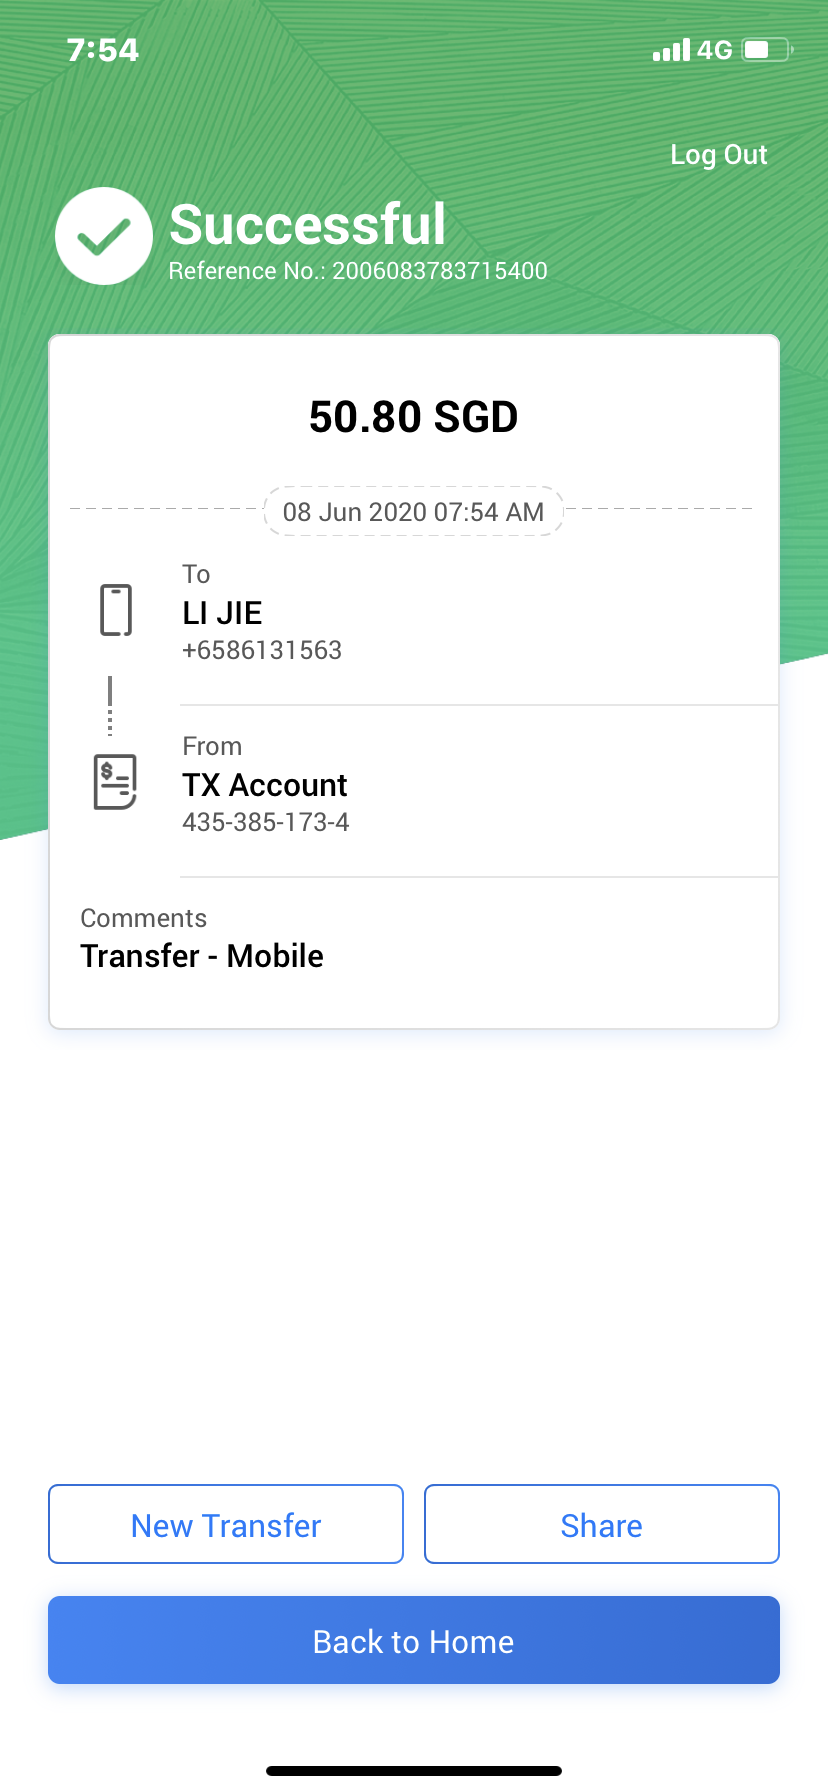 7:54
4G
Log Out
Successful
Reference No.: 2006083783715400
50.80 SGD
08 Jun 2020 07:54 AM
To
LI JIE
+6586131563
From
$
TX Account
435-385-173-4
Comments
Transfer - Mobile
New Transfer
Share
Back to Home